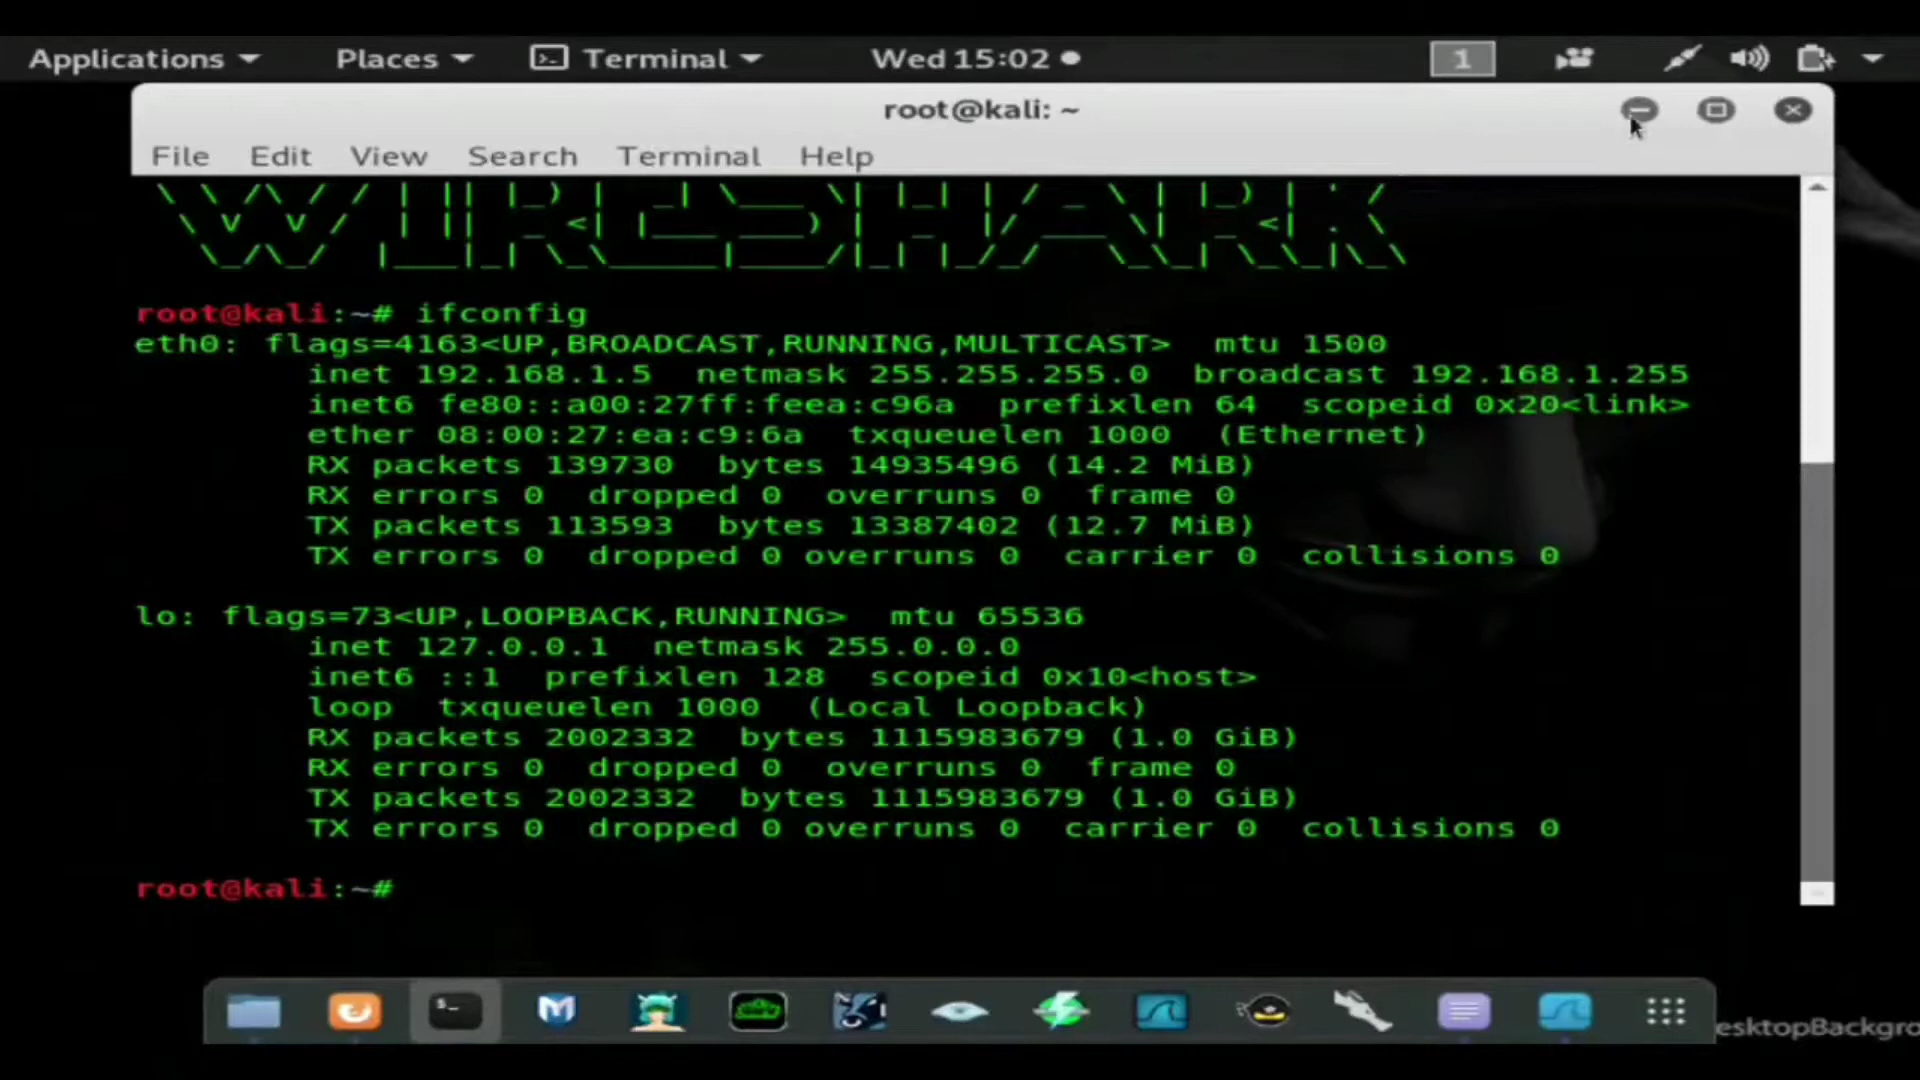 Applications Places Terminal Wed 15:02 1
root@kali: ~
File Edit View Search Terminal Help
WIRESHARK
root@kali:~# ifconfig
eth0: flags=4163<UP,BROADCAST,RUNNING,MULTICAST>  mtu 1500
inet 192.168.1.5  netmask 255.255.255.0  broadcast 192.168.1.255
inet6 fe80::a00:27ff:feea:c96a  prefixlen 64  scopeid 0x20<link>
ether 08:00:27:ea:c9:6a  txqueuelen 1000  (Ethernet)
RX packets 139730  bytes 14935496 (14.2 MiB)
RX errors 0  dropped 0  overruns 0  frame 0
TX packets 113593  bytes 13387402 (12.7 MiB)
TX errors 0  dropped 0 overruns 0  carrier 0  collisions 0
lo: flags=73<UP,LOOPBACK,RUNNING>  mtu 65536
inet 127.0.0.1  netmask 255.0.0.0
inet6 ::1  prefixlen 128  scopeid 0x10<host>
loop  txqueuelen 1000  (Local Loopback)
RX packets 2002332  bytes 1115983679 (1.0 GiB)
RX errors 0  dropped 0  overruns 0  frame 0
TX packets 2002332  bytes 1115983679 (1.0 GiB)
TX errors 0  dropped 0 overruns 0  carrier 0  collisions 0
root@kali:~#
esktopBackgro